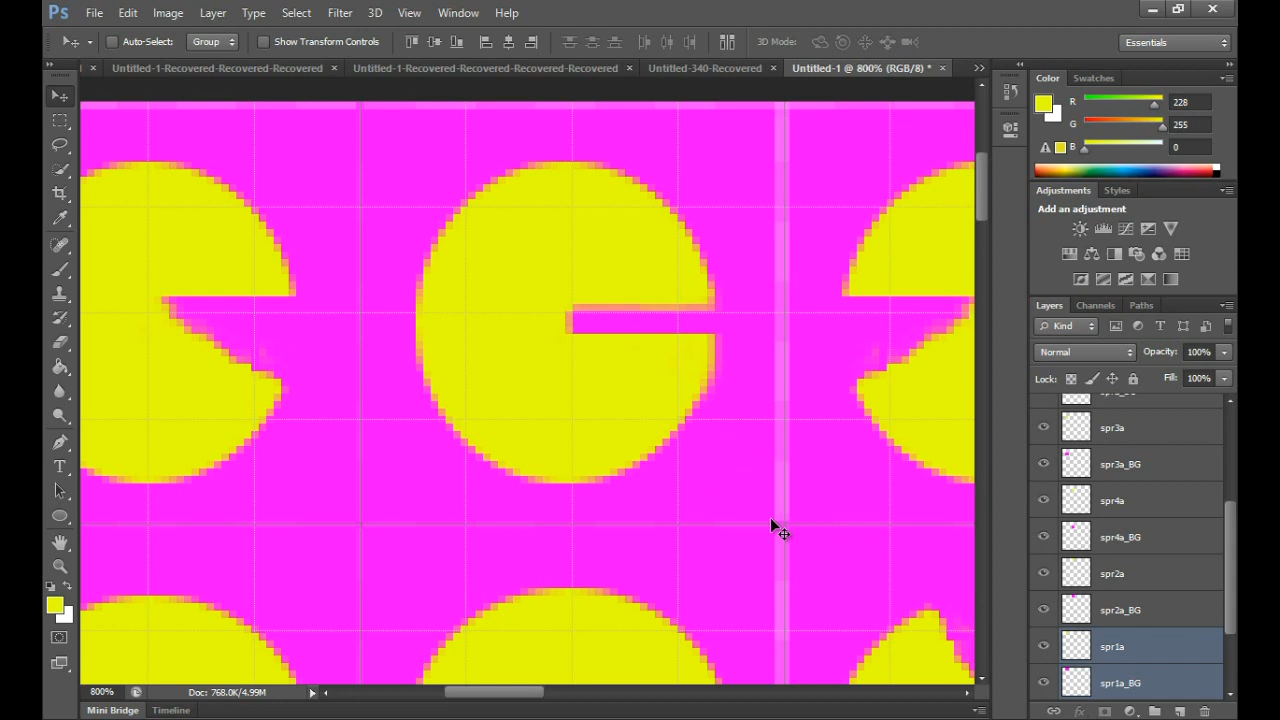 Ps File Edit Image Layer Type Select Filter 3D View Window Help
Auto-Select: Group Show Transform Controls 3D Mode: Essentials
× Untitled-1-Recovered-Recovered-Recovered × Untitled-1-Recovered-Recovered-Recovered-Recovered × Untitled-340-Recovered × Untitled-1 @ 800% (RGB/8) * ×
Color Swatches
R 228
G 255
B 0
Adjustments Styles
Add an adjustment
Layers Channels Paths
Kind
Normal Opacity: 100%
Lock: Fill: 100%
spr3a
spr3a_BG
spr4a
spr4a_BG
spr2a
spr2a_BG
spr1a
spr1a_BG
800% Doc: 768.0K/4.99M
Mini Bridge Timeline